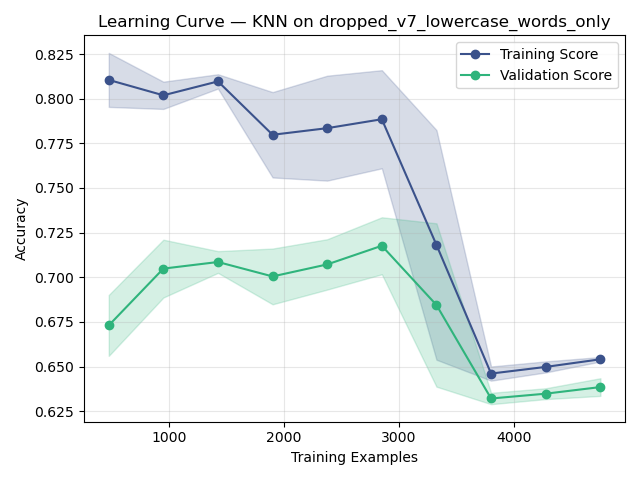 Learning Curve — KNN on dropped_v7_lowercase_words_only
Training Score
Validation Score
0.825
0.800
0.775
0.750
0.725
0.700
0.675
0.650
0.625
Accuracy
1000 2000 3000 4000
Training Examples